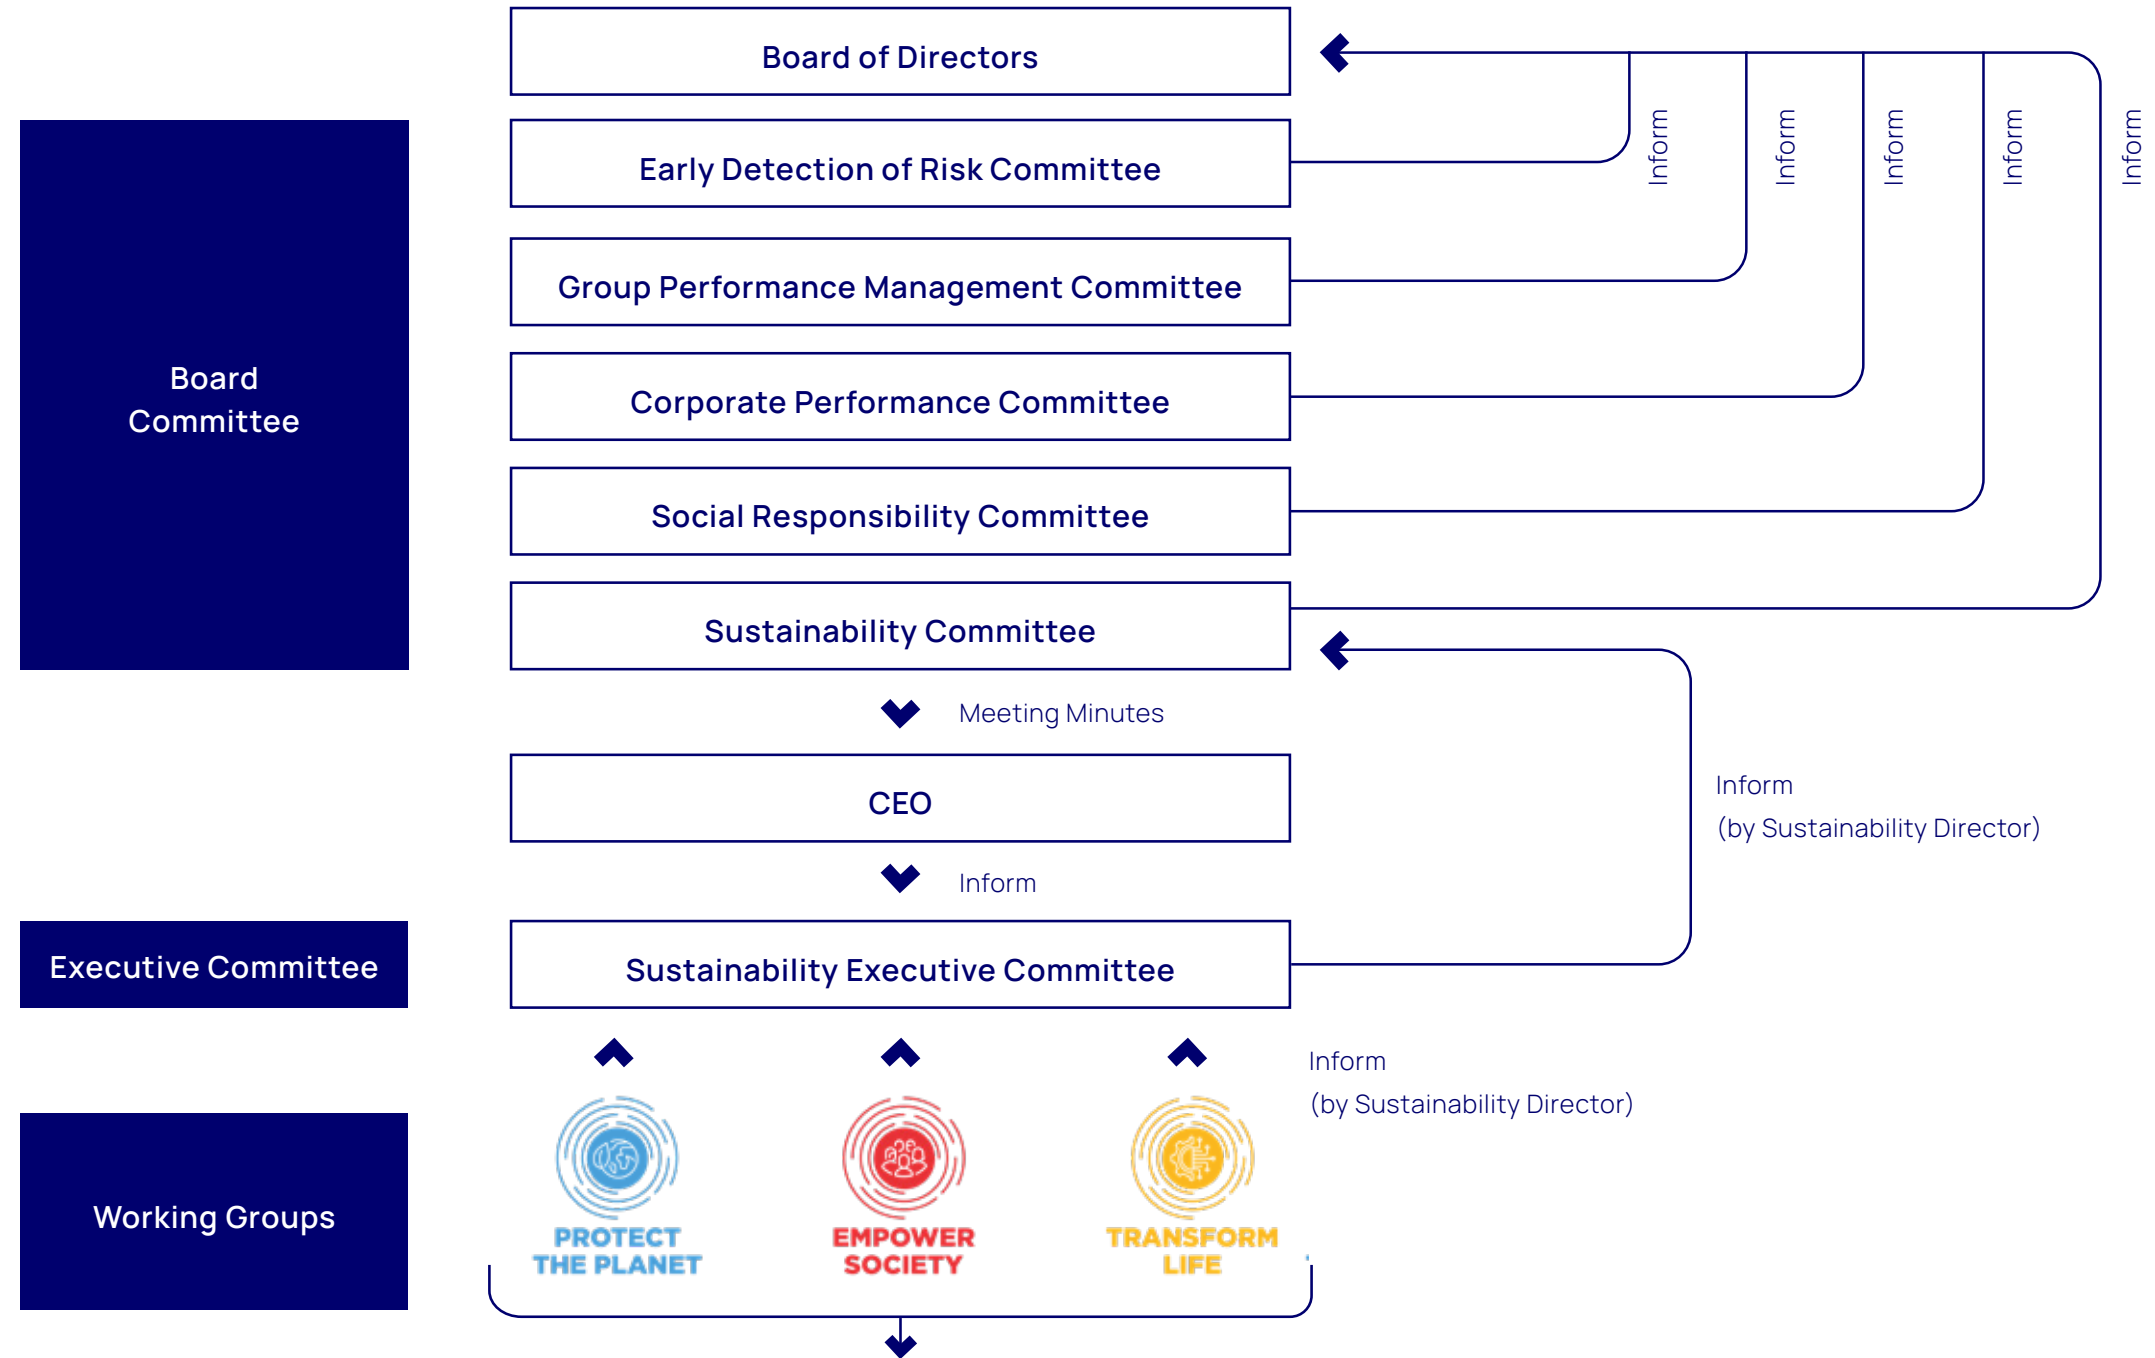 Board of Directors
Inform
Inform
Inform
Inform
Inform
Early Detection of Risk Committee
Group Performance Management Committee
Board
Committee
Corporate Performance Committee
Social Responsibility Committee
Sustainability Committee
Meeting Minutes
CEO
Inform
(by Sustainability Director)
Inform
Executive Committee
Sustainability Executive Committee
Inform
(by Sustainability Director)
Working Groups
PROTECT
THE PLANET
EMPOWER
SOCIETY
TRANSFORM
LIFE